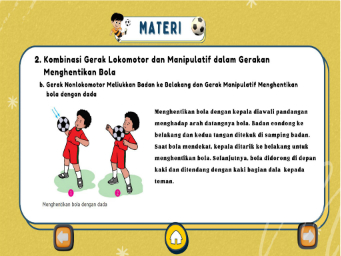 MATERI
2. Kombinasi Gerak Lokomotor dan Manipulatif dalam Gerakan
Menghentikan Bola
b. Gerak Nonlokomotor Meliukkan Badan ke Belakang dan Gerak Manipulatif Menghentikan
bola dengan dada
Menghentikan bola dengan kepala diawali pandangan
menghadap arah datangnya bola. Badan condong ke
belakang dan kedua tangan ditekuk di samping badan.
Saat bola mendekat, kepala ditarik ke belakang untuk
menghentikan bola. Selanjutnya, bola didorong di depan
kaki dan ditendang dengan kaki bagian dala kepada
teman.
1
2
Menghentikan bola dengan dada